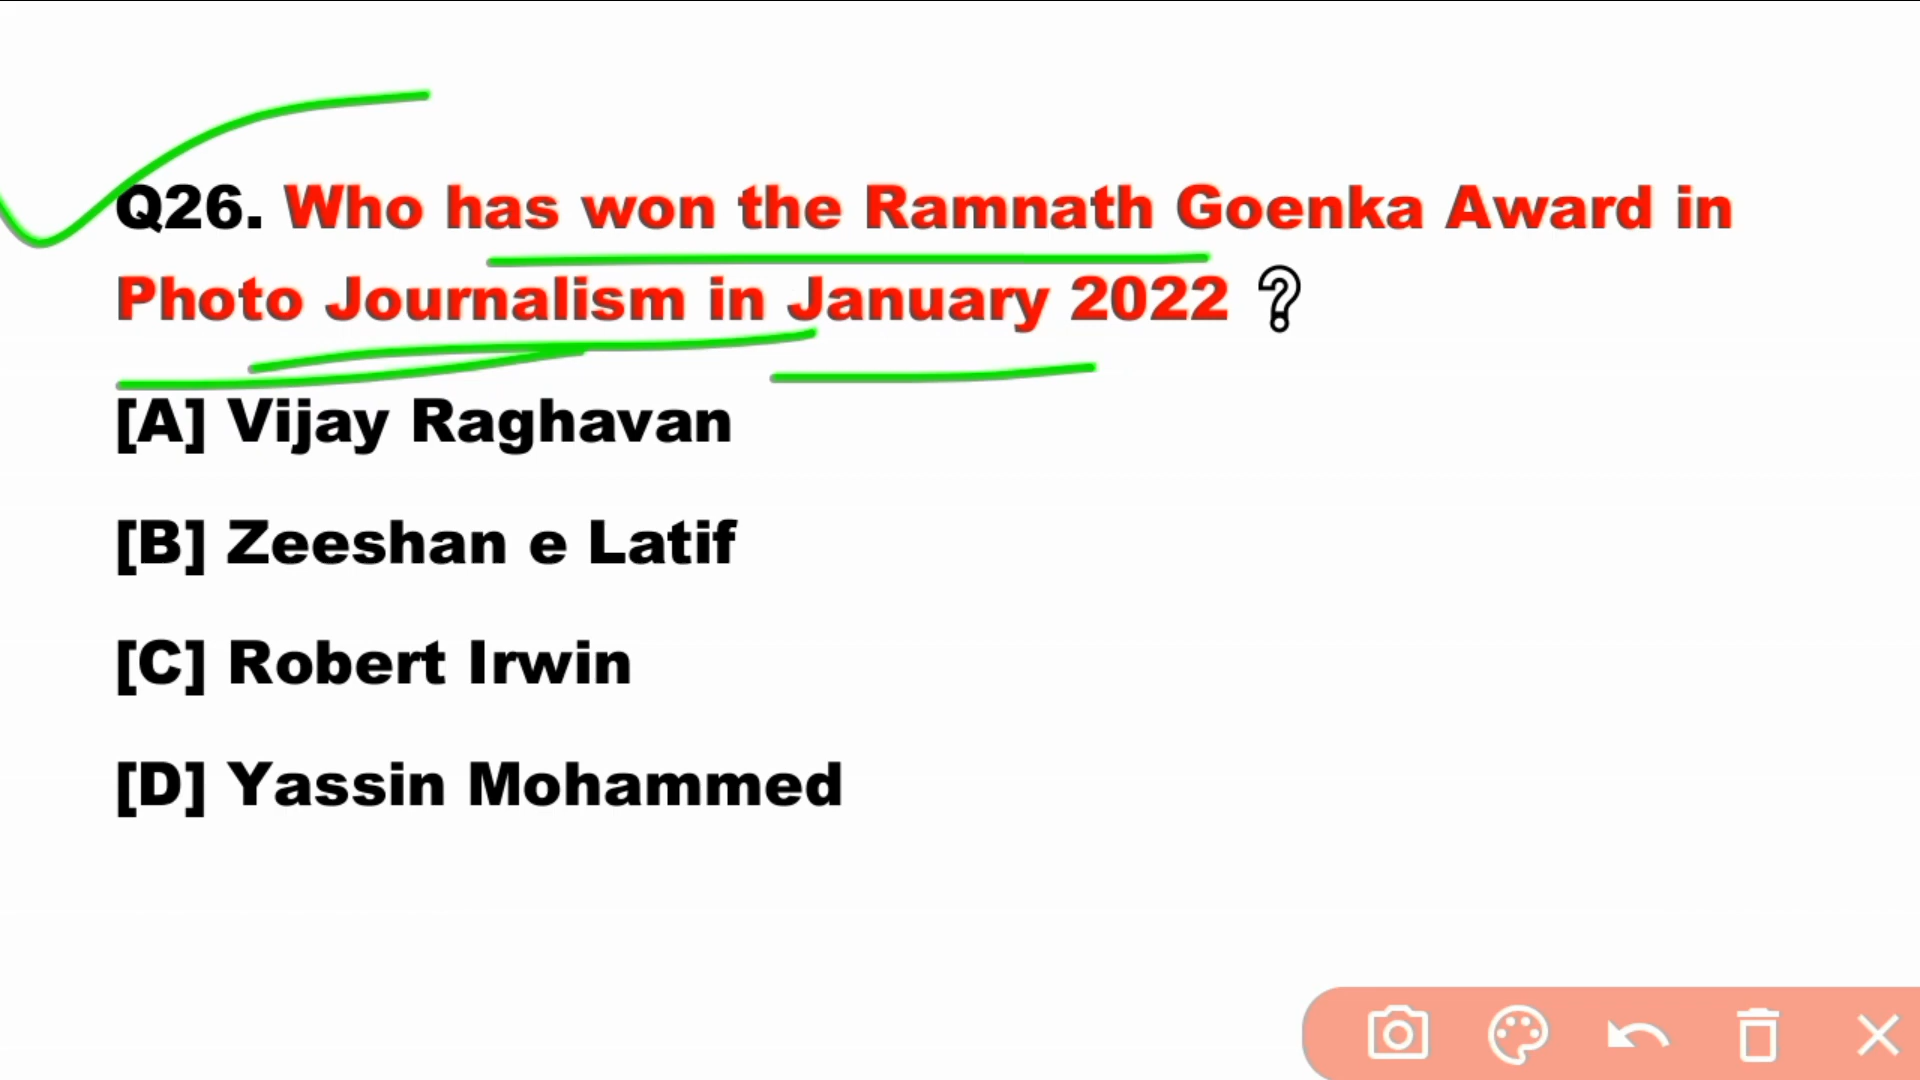 Q26. Who has won the Ramnath Goenka Award in
Photo Journalism in January 2022 ?
[A] Vijay Raghavan
[B] Zeeshan e Latif
[C] Robert Irwin
[D] Yassin Mohammed